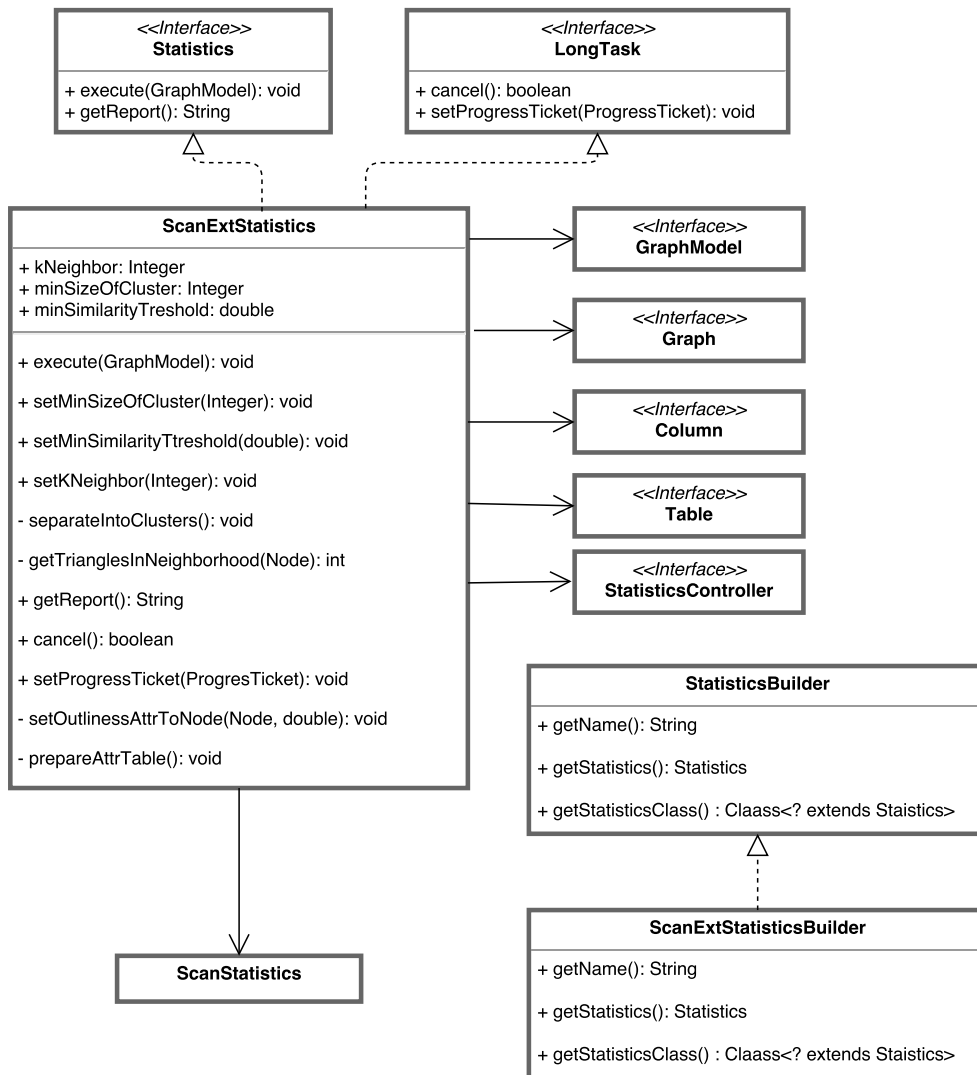 <<Interface>>
Statistics
+ execute(GraphModel): void
+ getReport(): String
<<Interface>>
LongTask
+ cancel(): boolean
+ setProgressTicket(ProgressTicket): void
ScanExtStatistics
+ kNeighbor: Integer
+ minSizeOfCluster: Integer
+ minSimilarityTreshold: double
+ execute(GraphModel): void
+ setMinSizeOfCluster(Integer): void
+ setMinSimilarityTtreshold(double): void
+ setKNeighbor(Integer): void
- separateIntoClusters(): void
- getTrianglesInNeighborhood(Node): int
+ getReport(): String
+ cancel(): boolean
+ setProgressTicket(ProgresTicket): void
- setOutlinessAttrToNode(Node, double): void
- prepareAttrTable(): void
<<Interface>>
GraphModel
<<Interface>>
Graph
<<Interface>>
Column
<<Interface>>
Table
<<Interface>>
StatisticsController
StatisticsBuilder
+ getName(): String
+ getStatistics(): Statistics
+ getStatisticsClass() : Claass<? extends Staistics>
ScanStatistics
ScanExtStatisticsBuilder
+ getName(): String
+ getStatistics(): Statistics
+ getStatisticsClass() : Claass<? extends Staistics>